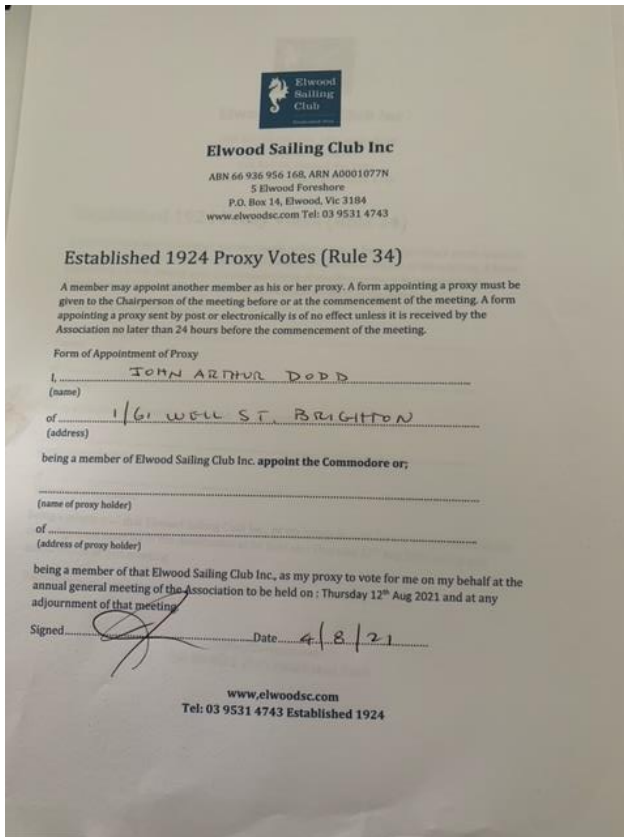 Elwood
Sailing
Club
Elwood Sailing Club Inc
ABN 66 936 956 168, ARN A0001077N
5 Elwood Foreshore
P.O. Box 14, Elwood, Vic 3184
www.elwoodsc.com Tel: 03 9531 4743
Established 1924 Proxy Votes (Rule 34)
A member may appoint another member as his or her proxy. A form appointing a proxy must be
given to the Chairperson of the meeting before or at the commencement of the meeting. A form
appointing a proxy sent by post or electronically is of no effect unless it is received by the
Association no later than 24 hours before the commencement of the meeting.
Form of Appointment of Proxy
I, JOHN ARTHUR DODD
(name)
of 1/61 WELL ST. BRIGHTON
(address)
being a member of Elwood Sailing Club Inc. appoint the Commodore or;
(name of proxy holder)
of
(address of proxy holder)
being a member of that Elwood Sailing Club Inc., as my proxy to vote for me on my behalf at the
annual general meeting of the Association to be held on : Thursday 12th Aug 2021 and at any
adjournment of that meeting
Signed Date 4/8/21
www,elwoodsc.com
Tel: 03 9531 4743 Established 1924